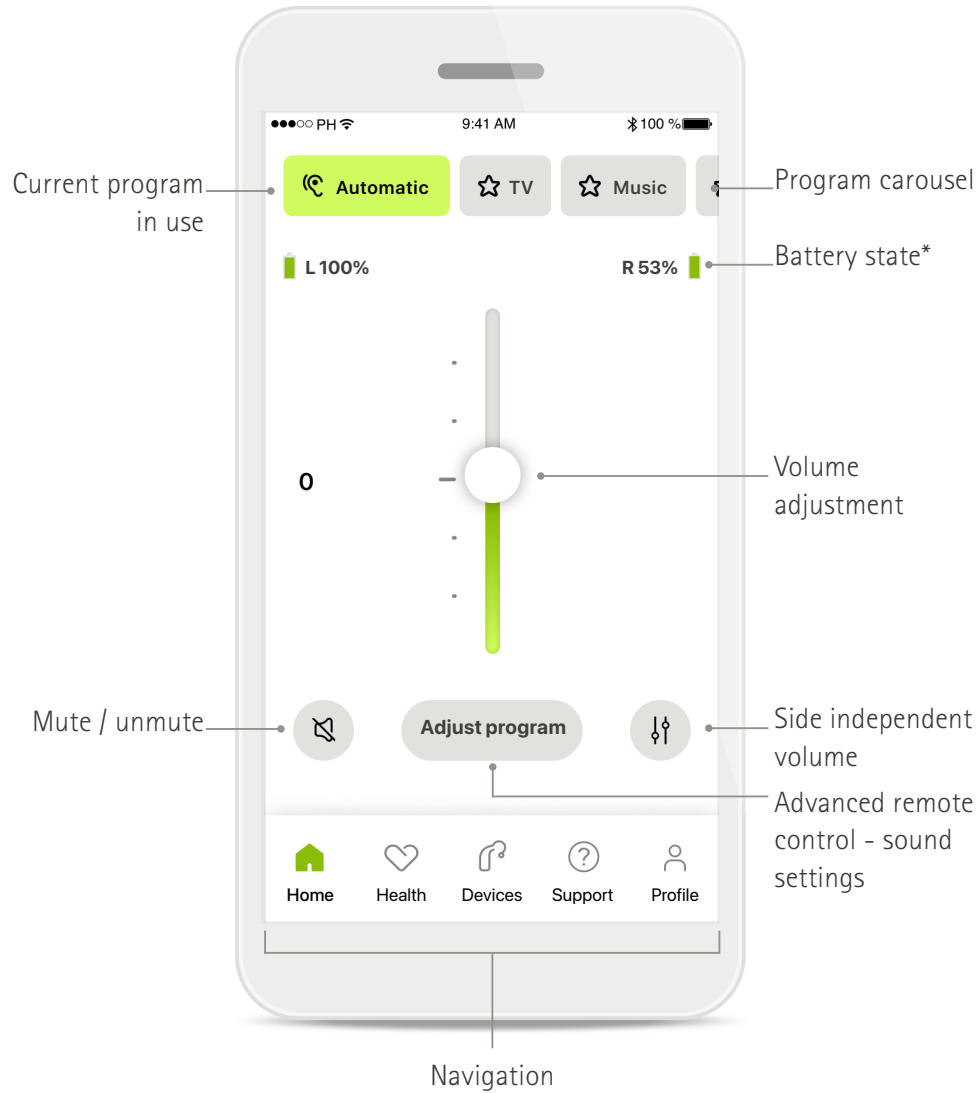 PH 9:41 AM 100 %
Current program
in use
Automatic TV Music
Program carousel
L 100% R 53%
Battery state*
0
Volume
adjustment
Mute / unmute
Adjust program
Side independent
volume
Advanced remote
control - sound
settings
Home Health Devices Support Profile
Navigation